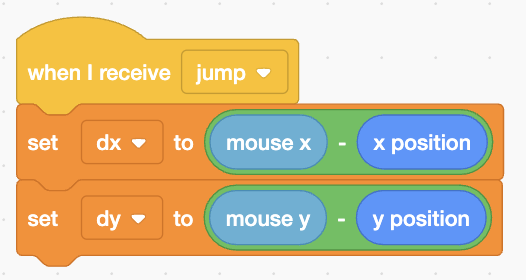 when I receive jump
set dx to mouse x - x position
set dy to mouse y - y position